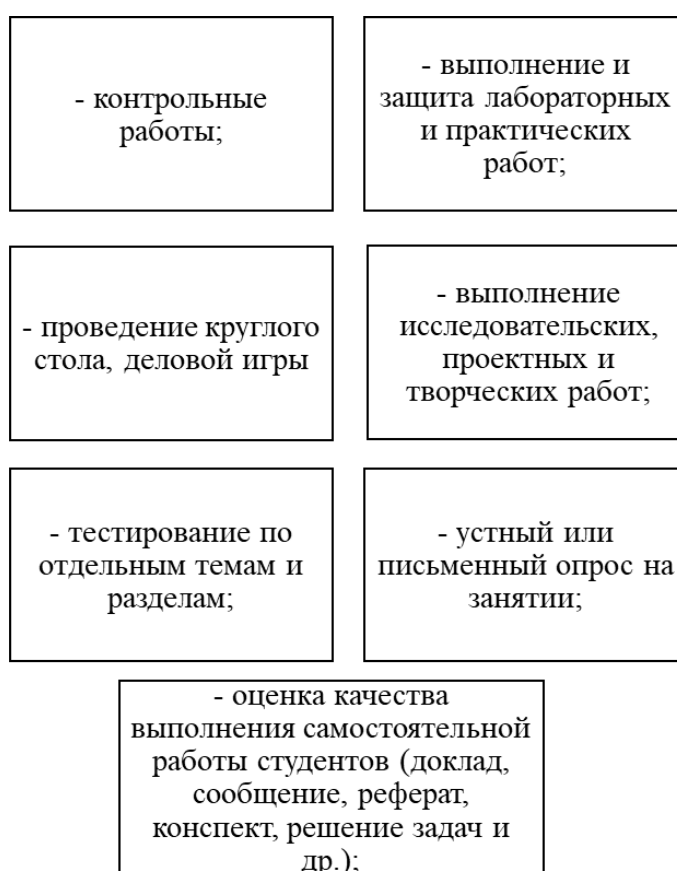 - контрольные
работы;
- выполнение и
защита лабораторных
и практических
работ;
- проведение круглого
стола, деловой игры
- выполнение
исследовательских,
проектных и
творческих работ;
- тестирование по
отдельным темам и
разделам;
- устный или
письменный опрос на
занятии;
- оценка качества
выполнения самостоятельной
работы студентов (доклад,
сообщение, реферат,
конспект, решение задач и
др.);